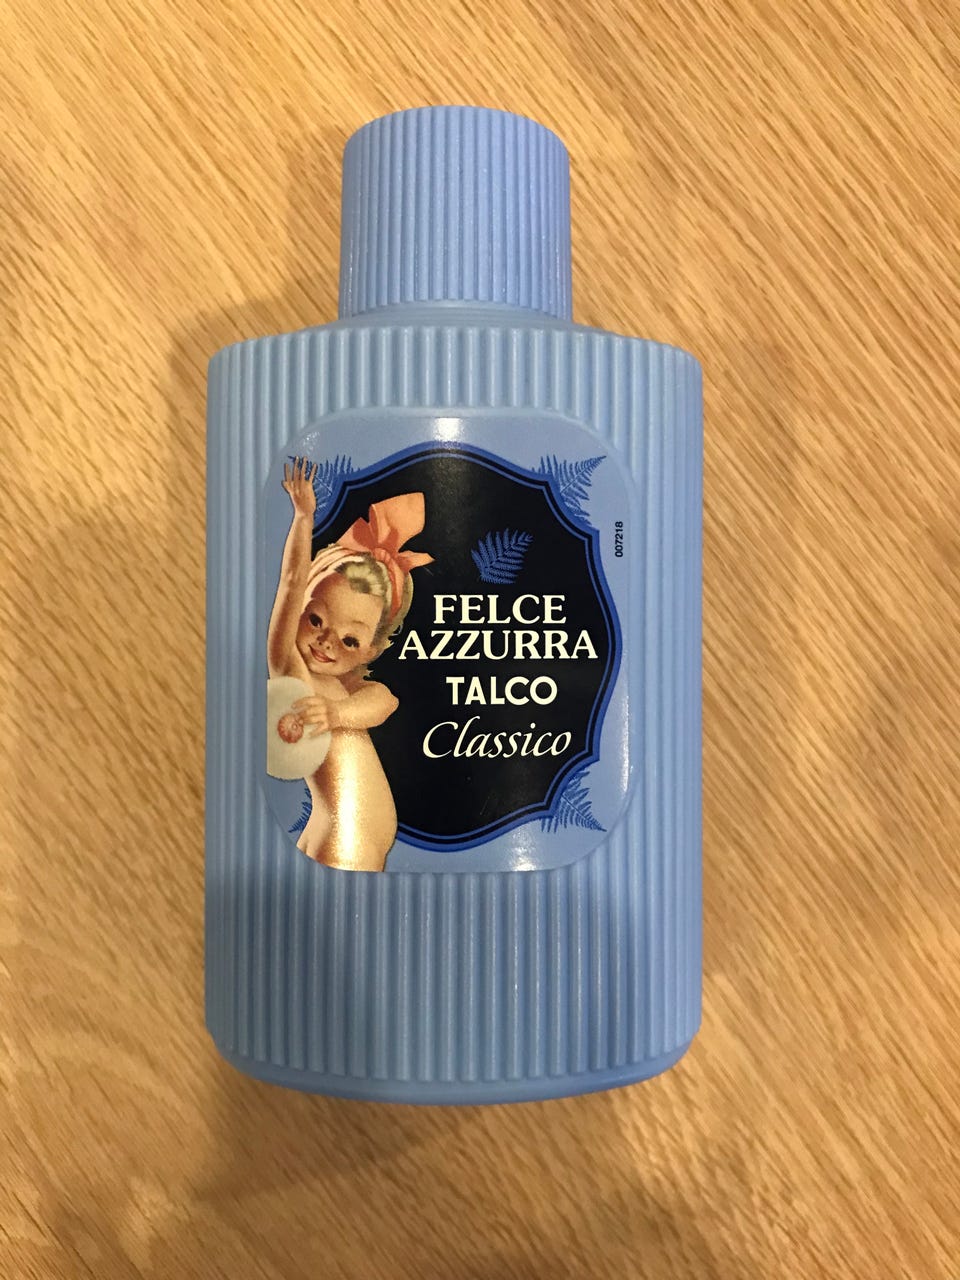 007218
FELCE
AZZURRA
TALCO
Classico